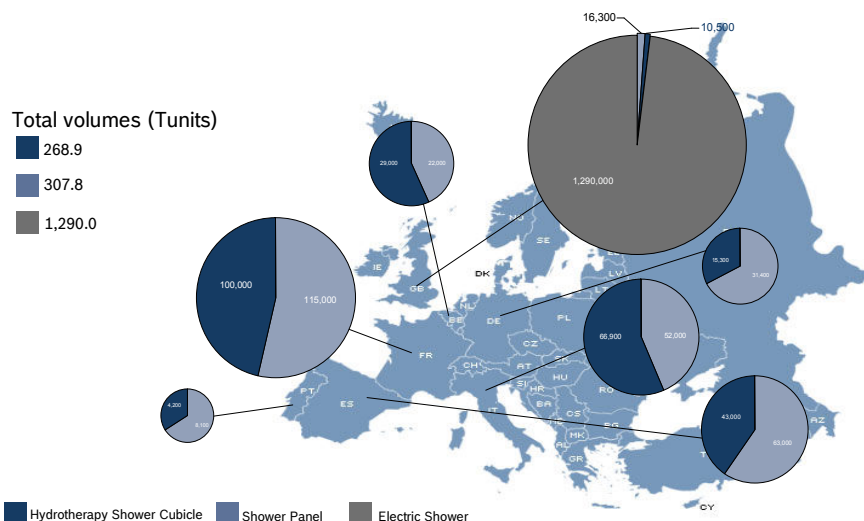 16,300
10,500
Total volumes (Tunits)
268.9
307.8
1,290.0
29,000
22,000
1,290,000
NO
SE
DK
LV
LT
IE
GB
15,300
31,400
100,000
115,000
NL
BE
DE
PL
66,900
52,000
CZ
SK
FR
CH
AT
HU
SI
HR
RO
BA
CS
IT
BG
MK
AL
GR
PT
ES
4,200
8,100
43,000
63,000
AZ
T
CY
Hydrotherapy Shower Cubicle
Shower Panel
Electric Shower